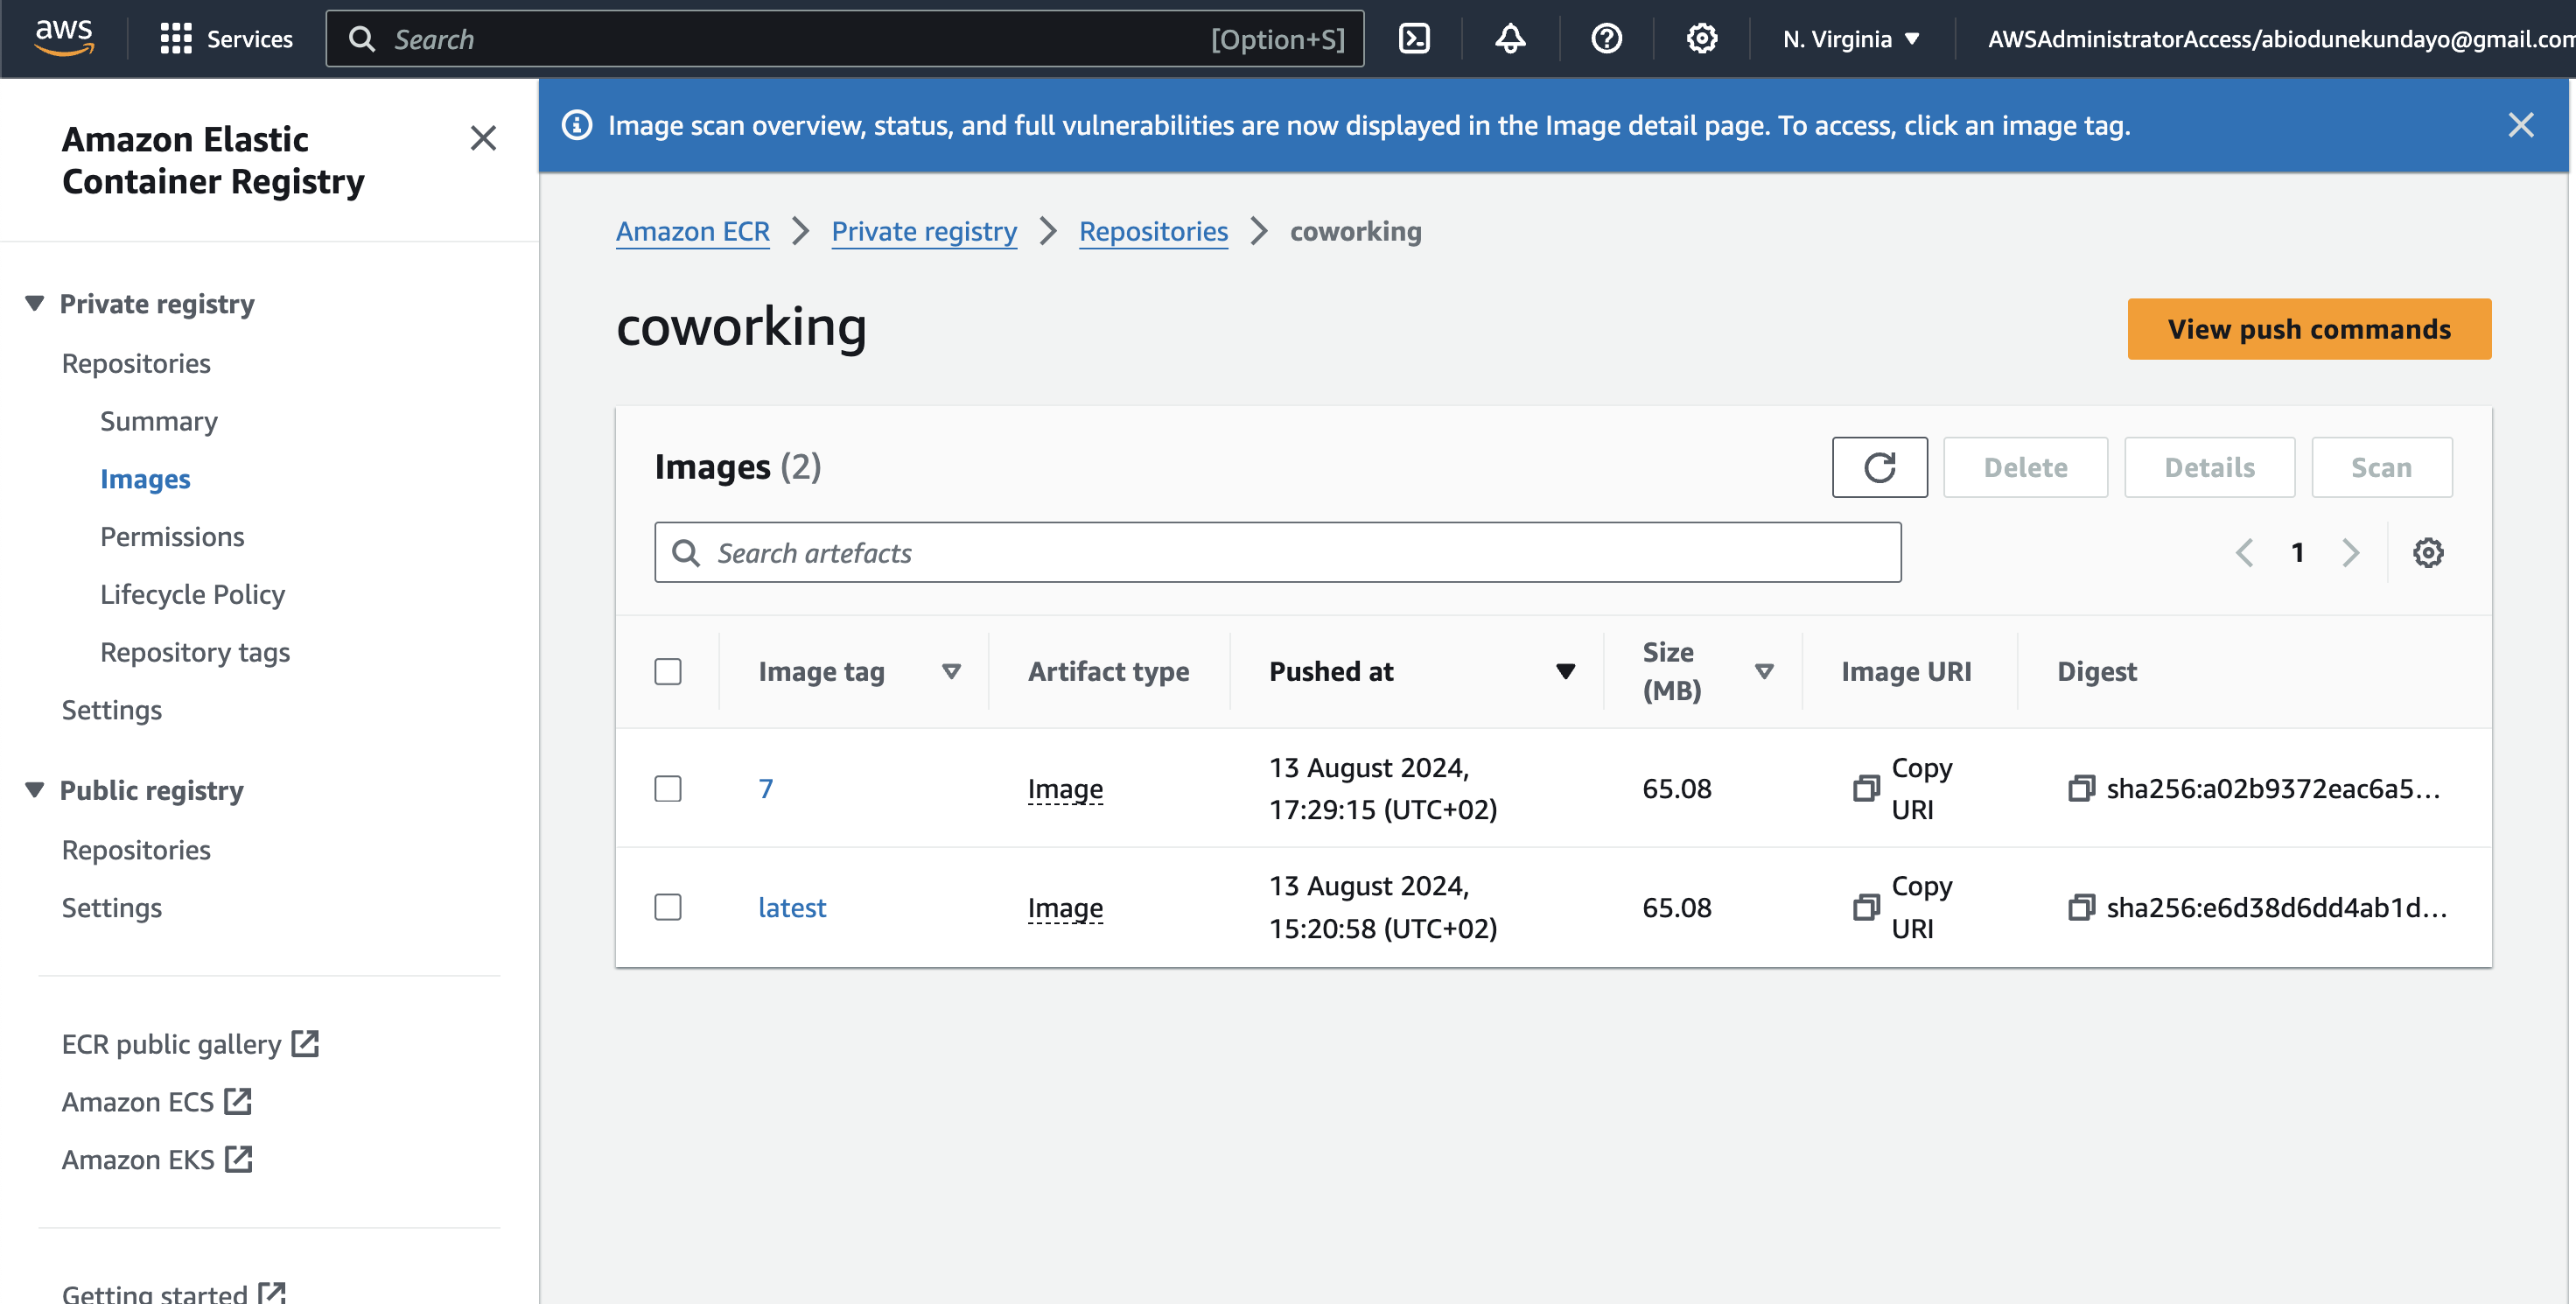 aws
Services
Search
[Option+S]
N. Virginia
AWSAdministratorAccess/abiodunekundayo@gmail.com
Amazon Elastic
Container Registry
Private registry
Repositories
Summary
Images
Permissions
Lifecycle Policy
Repository tags
Settings
Public registry
Repositories
Settings
ECR public gallery
Amazon ECS
Amazon EKS
Getting started
Image scan overview, status, and full vulnerabilities are now displayed in the Image detail page. To access, click an image tag.
Amazon ECR
Private registry
Repositories
coworking
coworking
View push commands
Images (2)
Delete
Details
Scan
Search artefacts
1
Image tag
Artifact type
Pushed at
Size
(MB)
Image URI
Digest
7
Image
13 August 2024,
17:29:15 (UTC+02)
65.08
Copy
URI
sha256:a02b9372eac6a5...
latest
Image
13 August 2024,
15:20:58 (UTC+02)
65.08
Copy
URI
sha256:e6d38d6dd4ab1d...